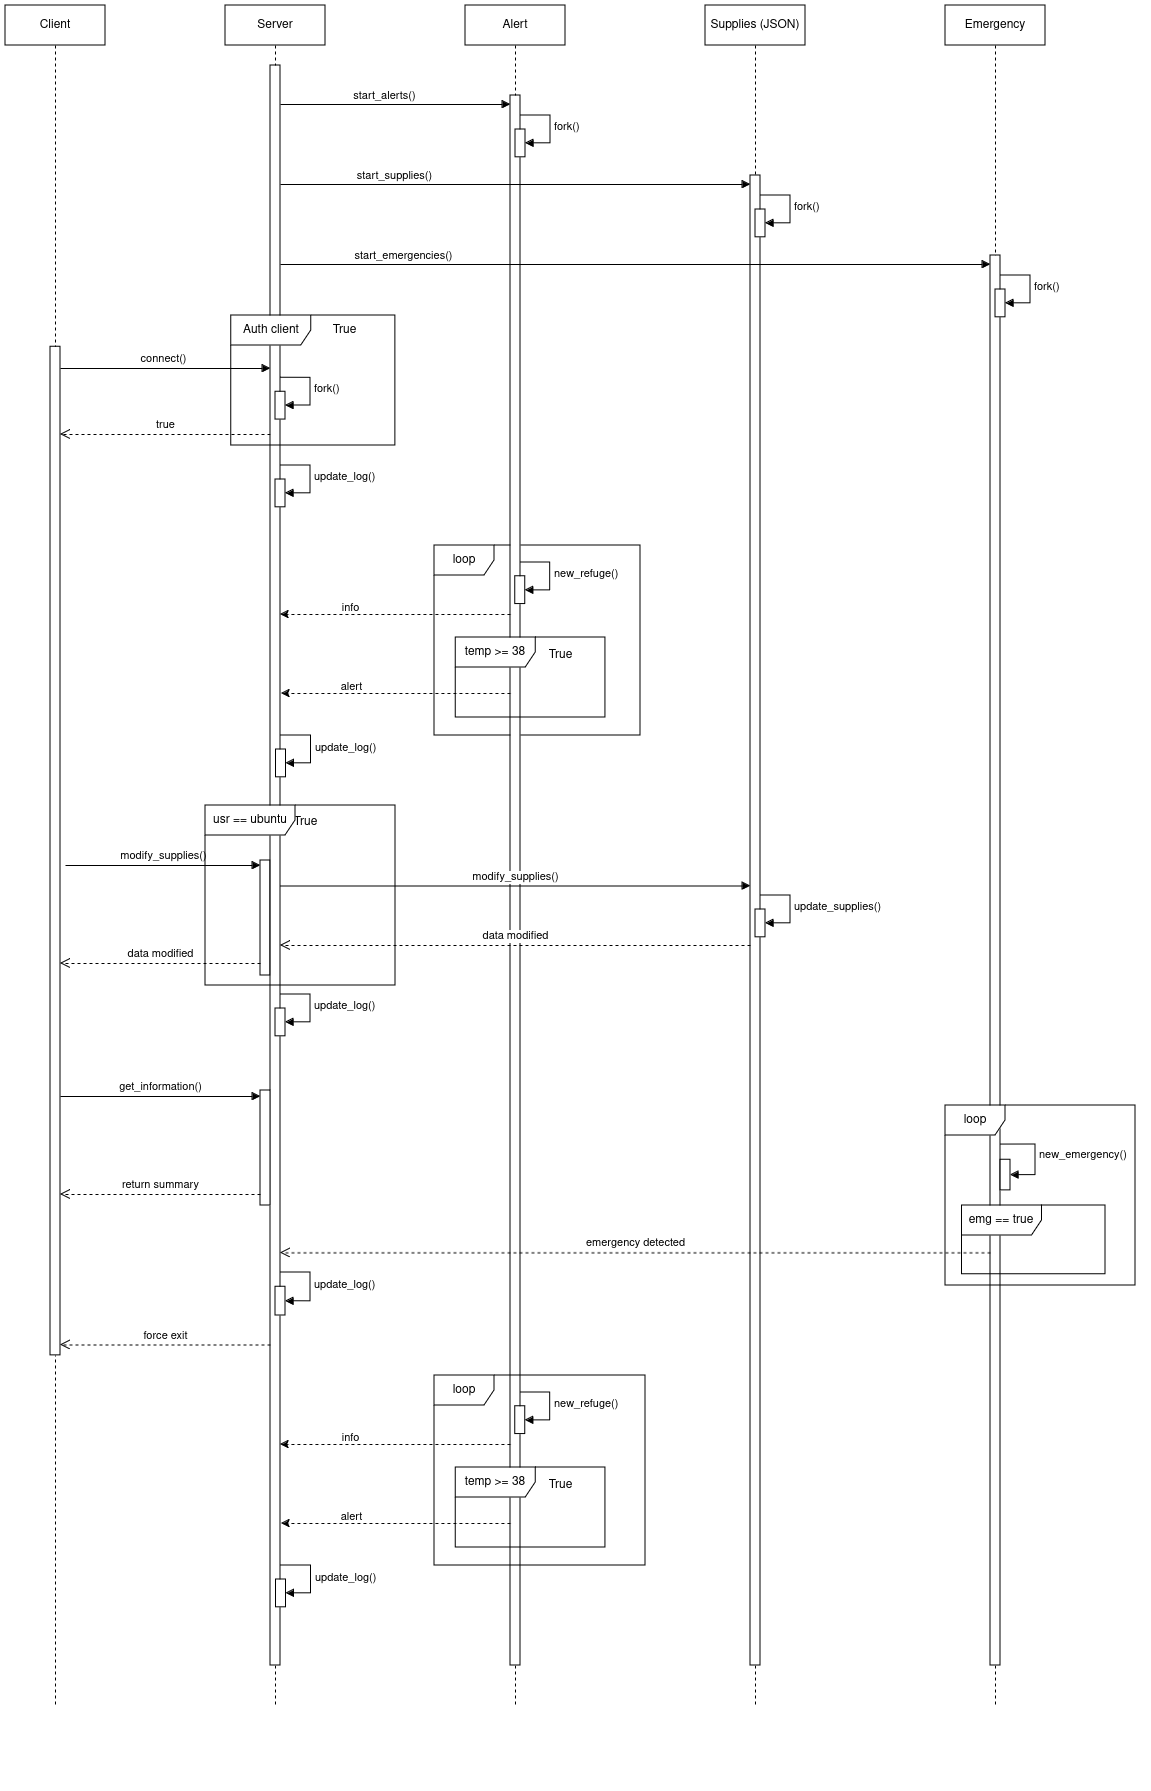 Client
Server
Alert
Supplies (JSON)
Emergency
start_alerts()
fork()
start_supplies()
fork()
start_emergencies()
fork()
Auth client
True
connect()
fork()
true
update_log()
loop
new_refuge()
info
temp >= 38
True
alert
update_log()
usr == ubuntu
True
modify_supplies()
modify_supplies()
update_supplies()
data modified
data modified
update_log()
get_information()
loop
new_emergency()
return summary
emg == true
emergency detected
update_log()
force exit
loop
new_refuge()
info
temp >= 38
True
alert
update_log()